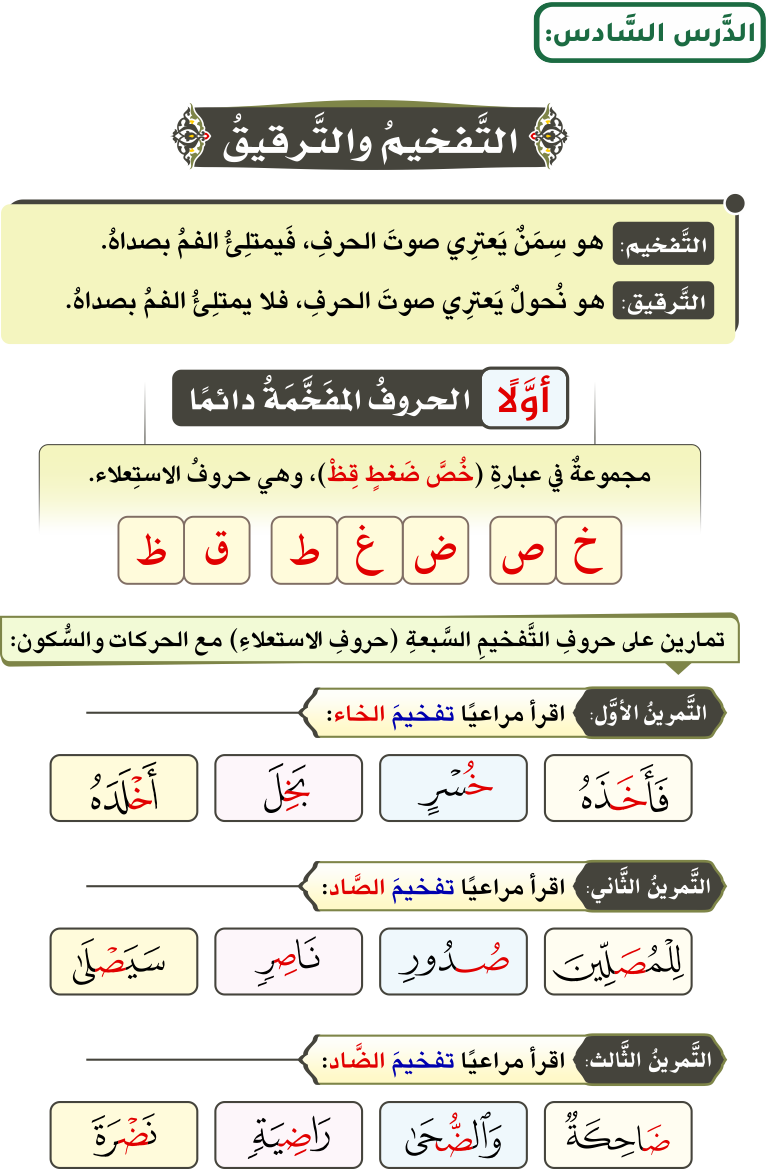 الدَّرس السَّادس:
التَّفخيمُ والتَّرقيقُ
التَّفخيم: هو سِمَنٌ يَعترِي صوتَ الحرفِ، فَيمتلِئُ الفمُ بصداهُ.
التَّرقيق: هو نُحولٌ يَعترِي صوتَ الحرفِ، فلا يمتلِئُ الفمُ بصداهُ.
أوَّلًا الحروفُ المفَخَّمَةُ دائمًا
مجموعةٌ في عبارةِ (خُصَّ ضَغطٍ قِظْ)، وهي حروفُ الاستِعلاء.
خ ص ض غ ط ق ظ
تمارين على حروفِ التَّفخيمِ السَّبعةِ (حروفِ الاستعلاءِ) مع الحركات والسُّكون:
التَّمرينُ الأوَّل: اقرأ مراعيًا تفخيمَ الخاء:
فَأَخَذَهُ خُسۡرٍ بَخِلَ أَخۡلَدَهُ
التَّمرينُ الثَّاني: اقرأ مراعيًا تفخيمَ الصَّاد:
لِلۡمُصَلِّينَ صُدُورِ نَاصِرٖ سَيَصۡلَىٰ
التَّمرينُ الثَّالث: اقرأ مراعيًا تفخيمَ الضَّاد:
ضَاحِكَةٞ وَٱلضُّحَىٰ رَاضِيَةٖ نَضۡرَةَ